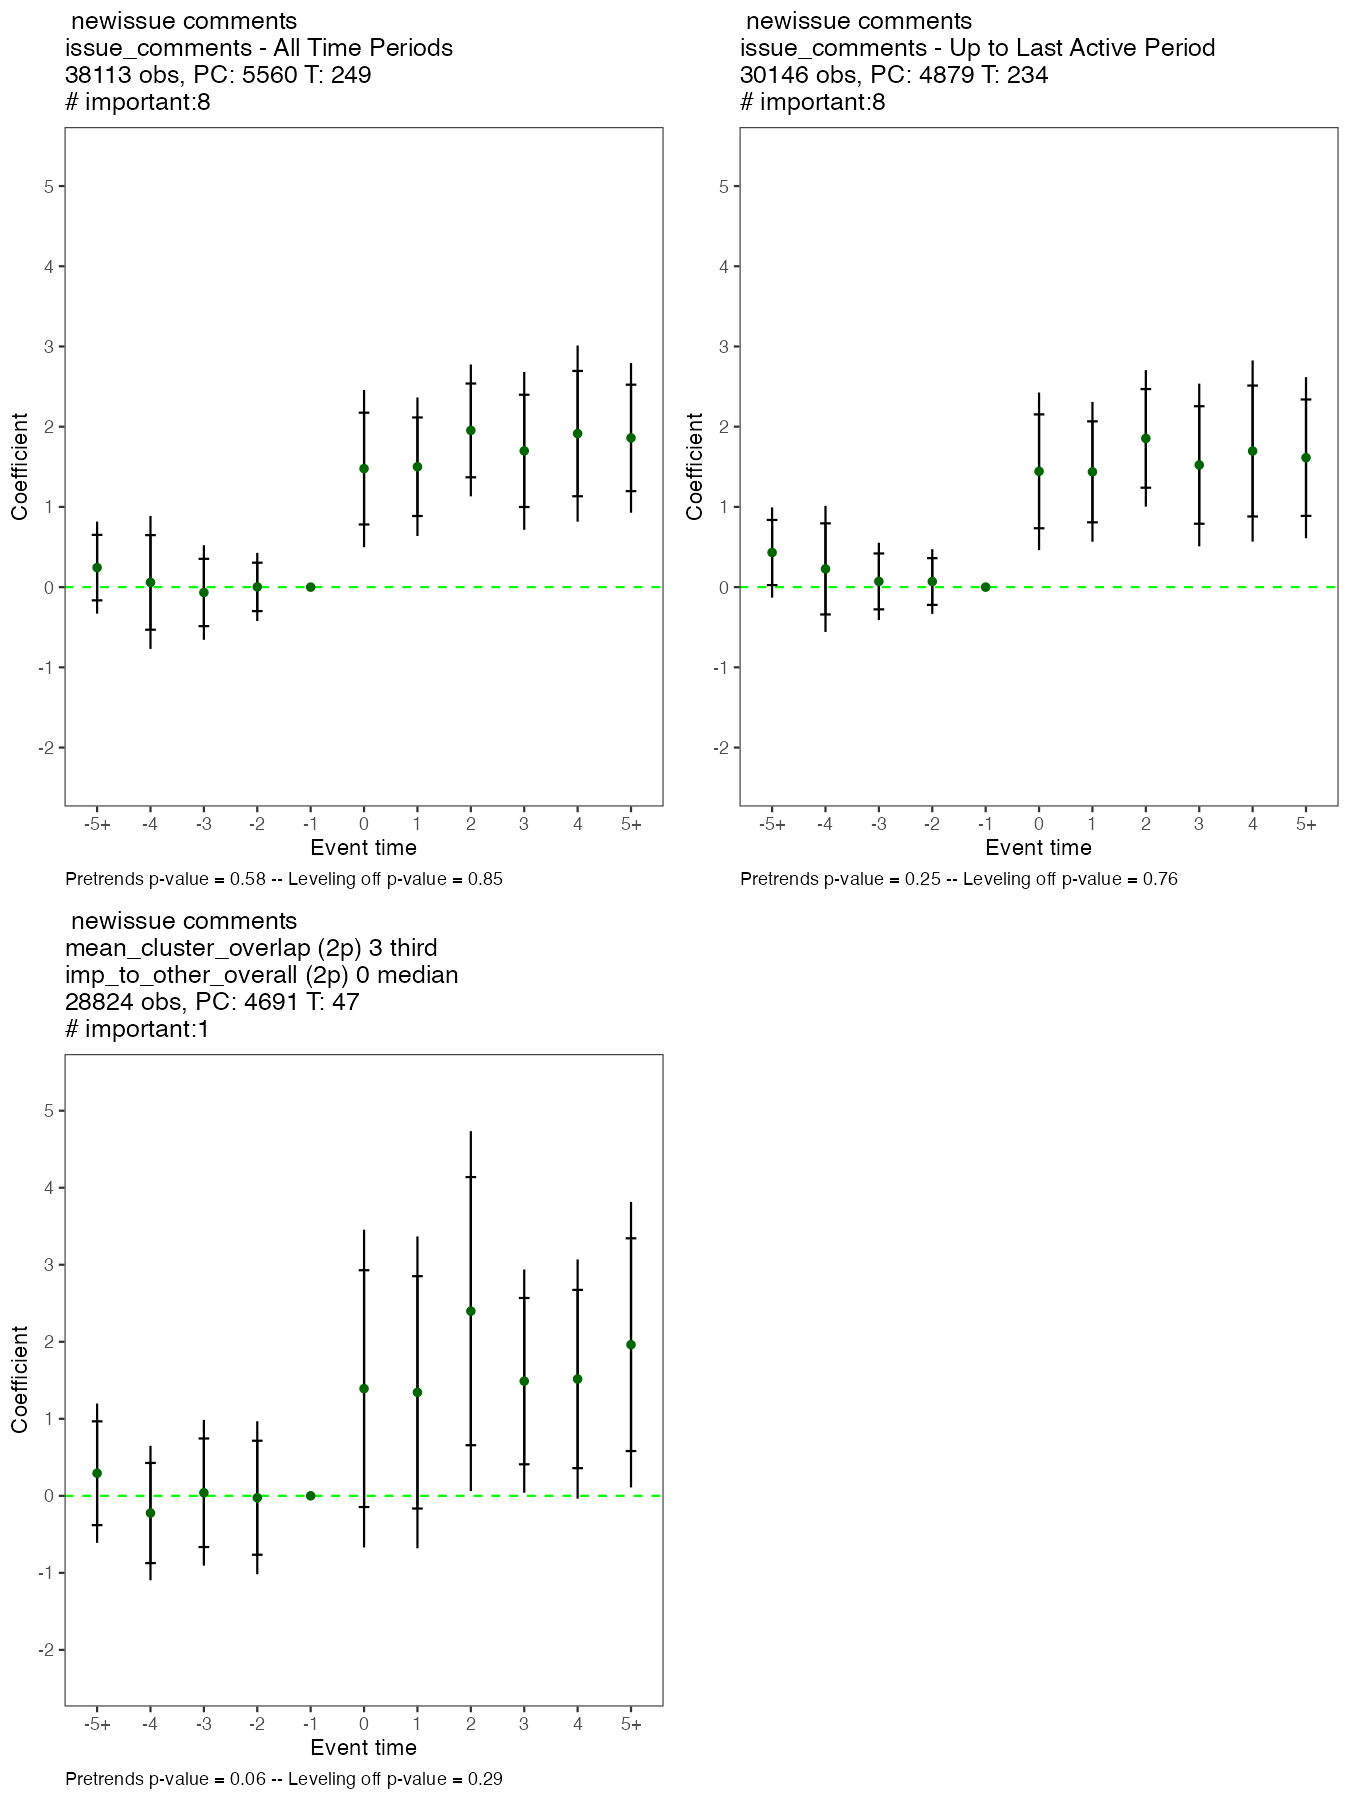 newissue comments
issue_comments - All Time Periods
38113 obs, PC: 5560 T: 249
# important:8
Coefficient
5
4
3
2
1
0
-1
-2
-5+ -4 -3 -2 -1 0 1 2 3 4 5+
Event time
Pretrends p-value = 0.58 -- Leveling off p-value = 0.85
newissue comments
issue_comments - Up to Last Active Period
30146 obs, PC: 4879 T: 234
# important:8
Coefficient
5
4
3
2
1
0
-1
-2
-5+ -4 -3 -2 -1 0 1 2 3 4 5+
Event time
Pretrends p-value = 0.25 -- Leveling off p-value = 0.76
newissue comments
mean_cluster_overlap (2p) 3 third
imp_to_other_overall (2p) 0 median
28824 obs, PC: 4691 T: 47
# important:1
Coefficient
5
4
3
2
1
0
-1
-2
-5+ -4 -3 -2 -1 0 1 2 3 4 5+
Event time
Pretrends p-value = 0.06 -- Leveling off p-value = 0.29